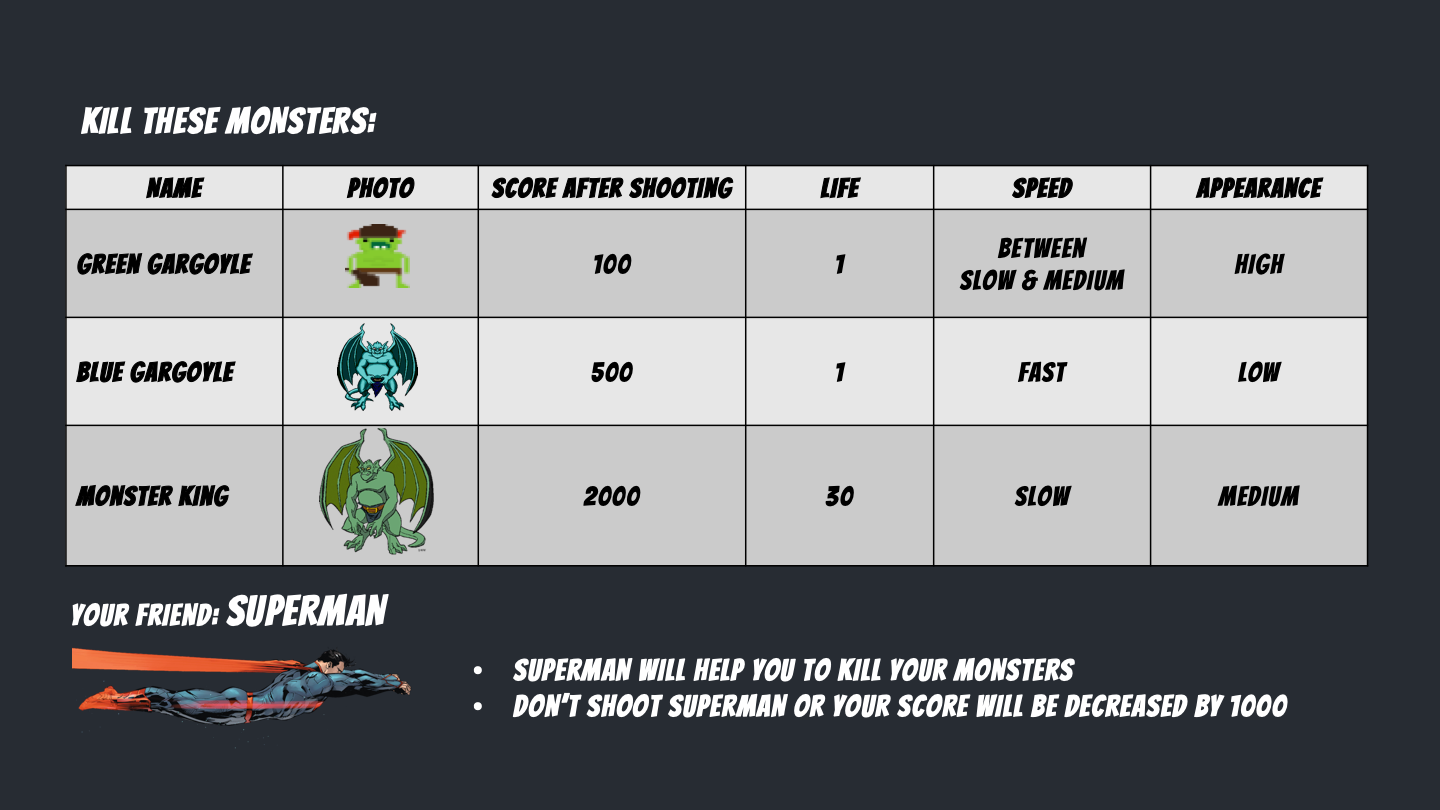 KILL THESE MONSTERS:
NAME PHOTO SCORE AFTER SHOOTING LIFE SPEED APPEARANCE
GREEN GARGOYLE 100 1 BETWEEN
SLOW & MEDIUM HIGH
BLUE GARGOYLE 500 1 FAST LOW
MONSTER KING 2000 30 SLOW MEDIUM
YOUR FRIEND: SUPERMAN
• SUPERMAN WILL HELP YOU TO KILL YOUR MONSTERS
• DON'T SHOOT SUPERMAN OR YOUR SCORE WILL BE DECREASED BY 1000